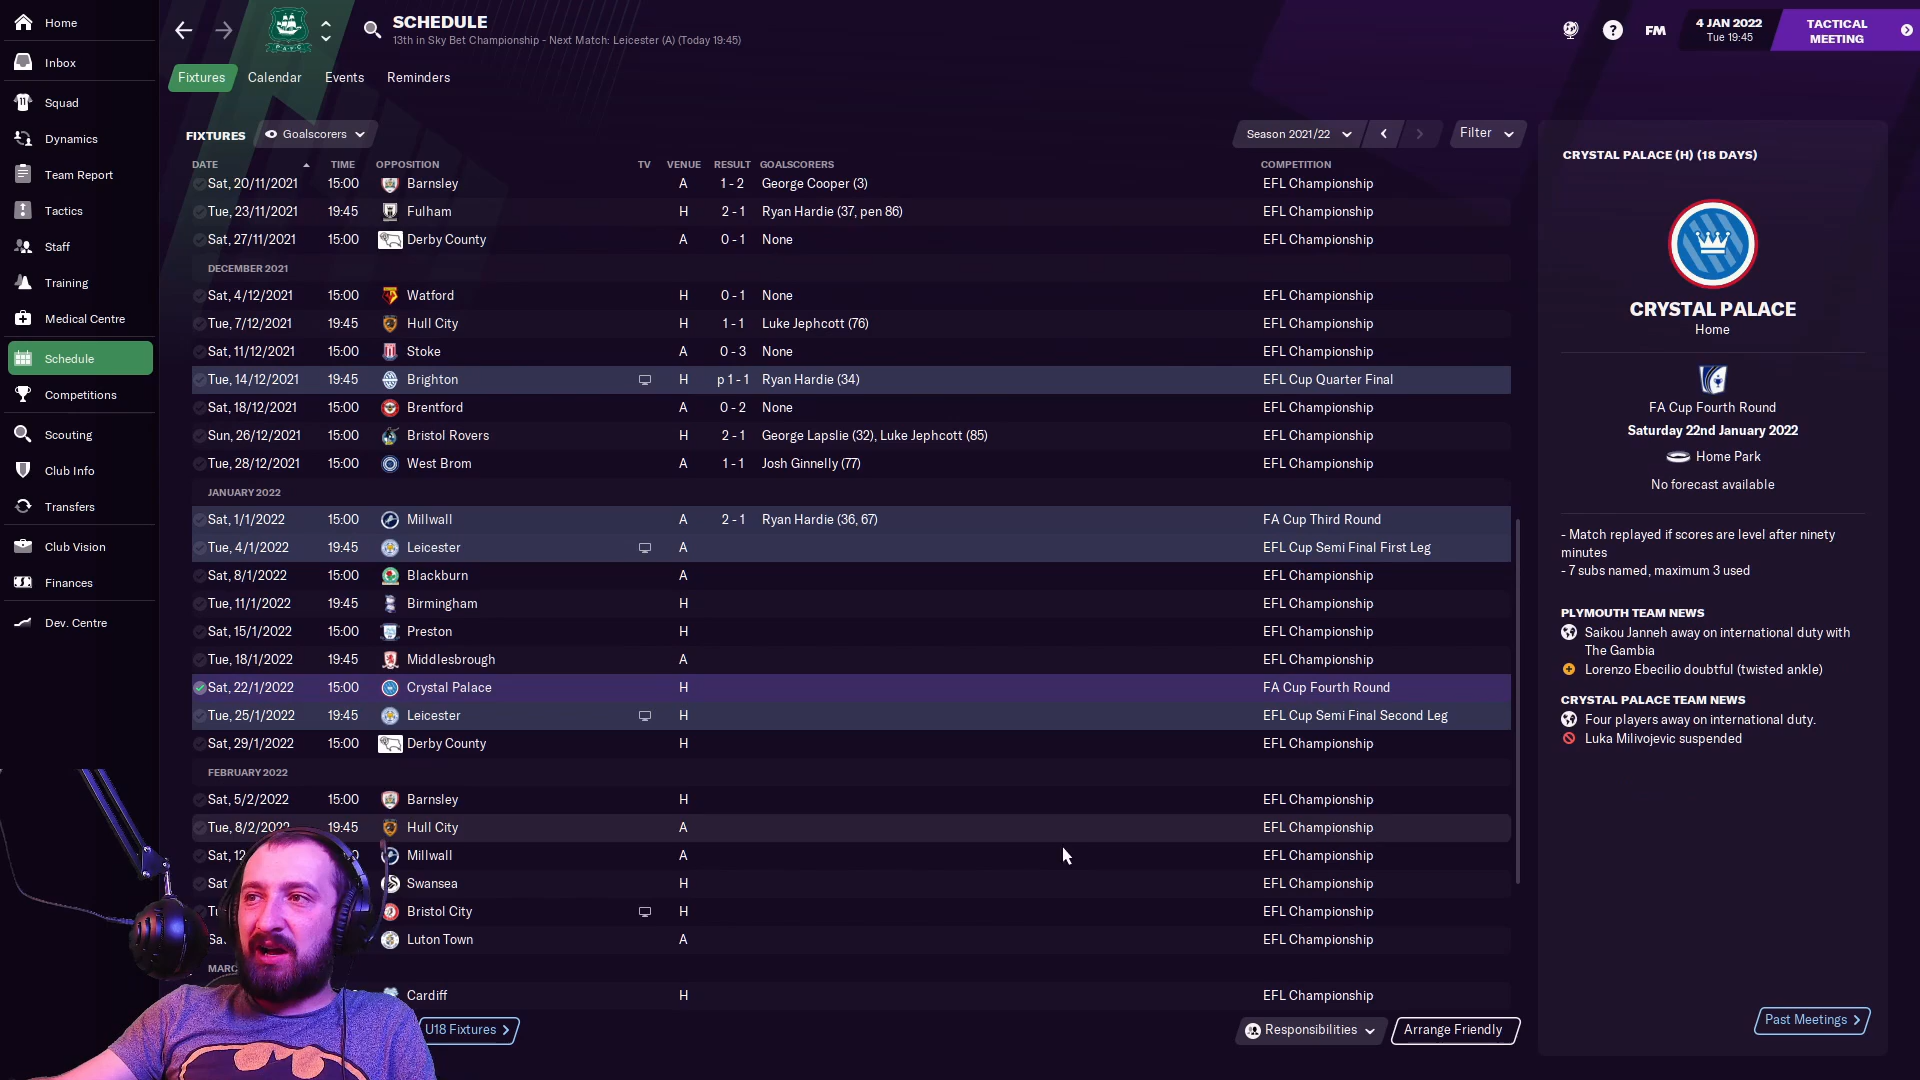 Home
Inbox
Squad
Dynamics
Team Report
Tactics
Staff
Training
Medical Centre
Schedule
Competitions
Scouting
Club Info
Transfers
Club Vision
Finances
Dev. Centre
SCHEDULE
13th in Sky Bet Championship - Next Match: Leicester (A) (Today 19:45)
FM
4 JAN 2022
Tue 19:45
TACTICAL
MEETING
Fixtures Calendar Events Reminders
FIXTURES Goalscorers Season 2021/22 Filter
DATE TIME OPPOSITION TV VENUE RESULT GOALSCORERS COMPETITION
Sat, 20/11/2021 15:00 Barnsley A 1 - 2 George Cooper (3) EFL Championship
Tue, 23/11/2021 19:45 Fulham H 2 - 1 Ryan Hardie (37, pen 86) EFL Championship
Sat, 27/11/2021 15:00 Derby County A 0 - 1 None EFL Championship
DECEMBER 2021
Sat, 4/12/2021 15:00 Watford H 0 - 1 None EFL Championship
Tue, 7/12/2021 19:45 Hull City H 1 - 1 Luke Jephcott (76) EFL Championship
Sat, 11/12/2021 15:00 Stoke A 0 - 3 None EFL Championship
Tue, 14/12/2021 19:45 Brighton H p 1 - 1 Ryan Hardie (34) EFL Cup Quarter Final
Sat, 18/12/2021 15:00 Brentford A 0 - 2 None EFL Championship
Sun, 26/12/2021 15:00 Bristol Rovers H 2 - 1 George Lapslie (32), Luke Jephcott (85) EFL Championship
Tue, 28/12/2021 15:00 West Brom A 1 - 1 Josh Ginnelly (77) EFL Championship
JANUARY 2022
Sat, 1/1/2022 15:00 Millwall A 2 - 1 Ryan Hardie (36, 67) FA Cup Third Round
Tue, 4/1/2022 19:45 Leicester A EFL Cup Semi Final First Leg
Sat, 8/1/2022 15:00 Blackburn A EFL Championship
Tue, 11/1/2022 19:45 Birmingham H EFL Championship
Sat, 15/1/2022 15:00 Preston H EFL Championship
Tue, 18/1/2022 19:45 Middlesbrough A EFL Championship
Sat, 22/1/2022 15:00 Crystal Palace H FA Cup Fourth Round
Tue, 25/1/2022 19:45 Leicester H EFL Cup Semi Final Second Leg
Sat, 29/1/2022 15:00 Derby County H EFL Championship
FEBRUARY 2022
Sat, 5/2/2022 15:00 Barnsley H EFL Championship
Tue, 8/2/2022 19:45 Hull City A EFL Championship
Sat, 12 Millwall A EFL Championship
Sat Swansea H EFL Championship
Bristol City H EFL Championship
Sa. Luton Town A EFL Championship
MARC
Cardiff H EFL Championship
U18 Fixtures Responsibilities Arrange Friendly
CRYSTAL PALACE (H) (18 DAYS)
CRYSTAL PALACE
Home
FA Cup Fourth Round
Saturday 22nd January 2022
Home Park
No forecast available
- Match replayed if scores are level after ninety
minutes
- 7 subs named, maximum 3 used
PLYMOUTH TEAM NEWS
Saikou Janneh away on international duty with
The Gambia
Lorenzo Ebecilio doubtful (twisted ankle)
CRYSTAL PALACE TEAM NEWS
Four players away on international duty.
Luka Milivojevic suspended
Past Meetings